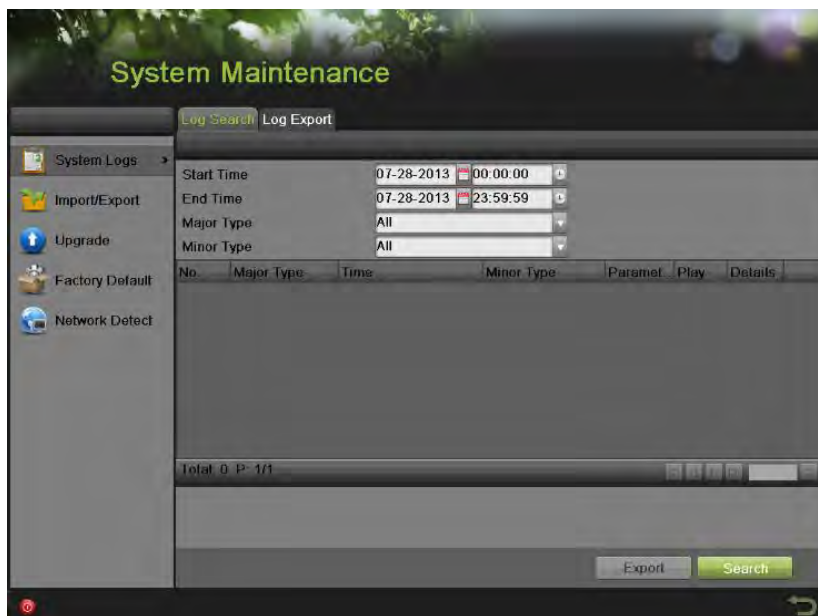 System Maintenance
Log Search Log Export
System Logs
Import/Export
Upgrade
Factory Default
Network Detect
Start Time 07-28-2013 00:00:00
End Time 07-28-2013 23:59:59
Major Type All
Minor Type All
No. Major Type Time Minor Type Paramet Play Details
Total: 0 P: 1/1
Export Search